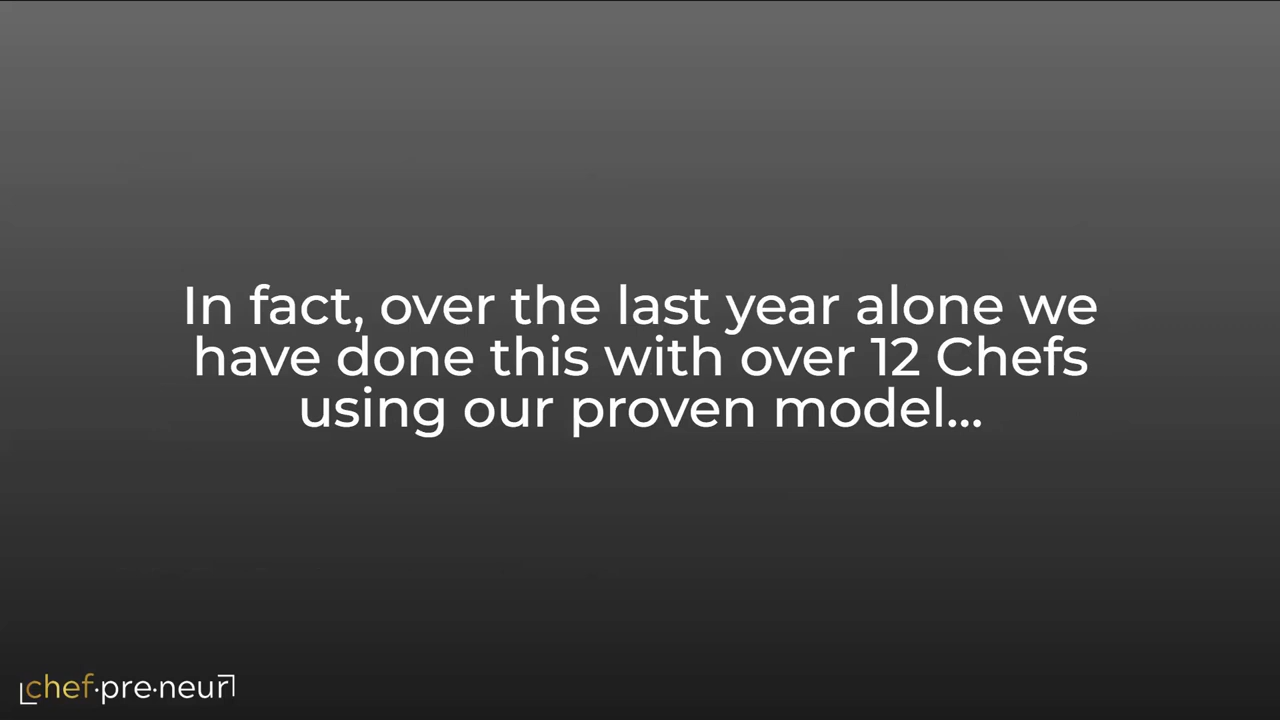 In fact, over the last year alone we
have done this with over 12 Chefs
using our proven model...
chef·pre·neur